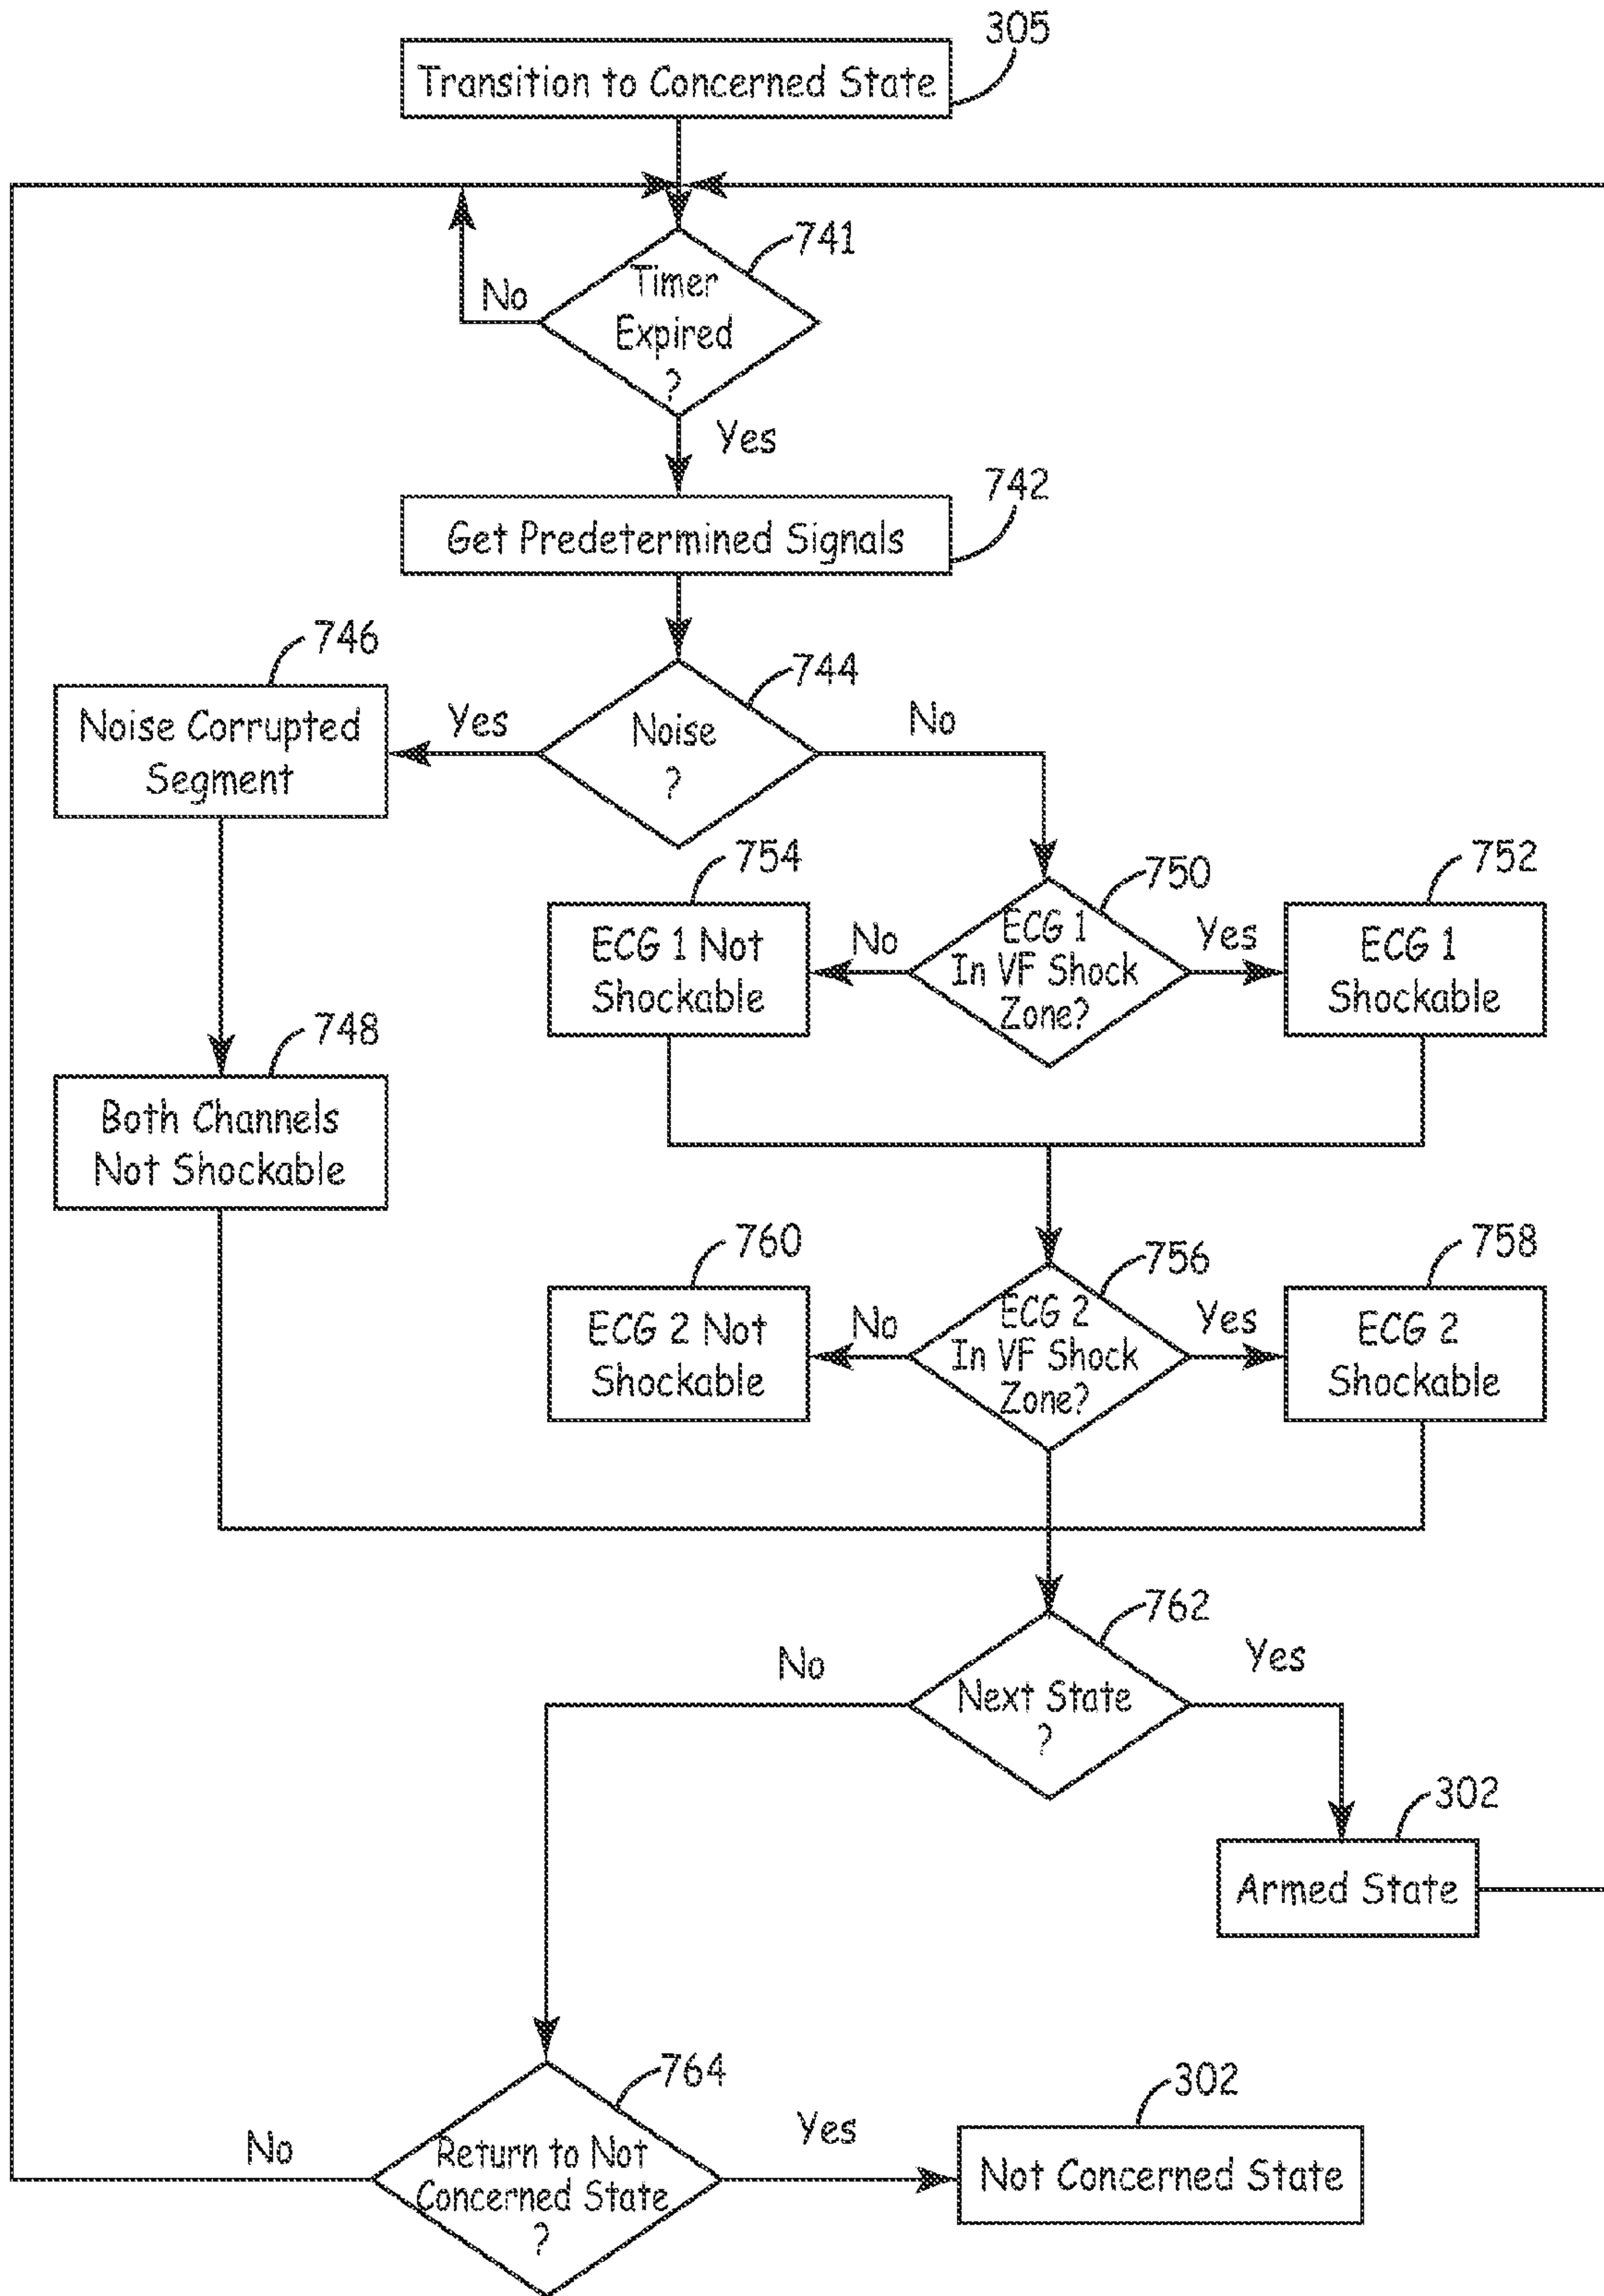 305
Transition to Concerned State
741
Timer
Expired
?
No
Yes
742
Get Predetermined Signals
746
744
Noise Corrupted
Segment
Yes
Noise
?
No
754
750
752
ECG 1 Not
Shockable
No
ECG 1
In VF Shock
Zone?
Yes
ECG 1
Shockable
748
Both Channels
Not Shockable
760
756
758
ECG 2 Not
Shockable
No
ECG 2
In VF Shock
Zone?
Yes
ECG 2
Shockable
762
No
Next State
?
Yes
302
Armed State
764
302
No
Return to Not
Concerned State
?
Yes
Not Concerned State